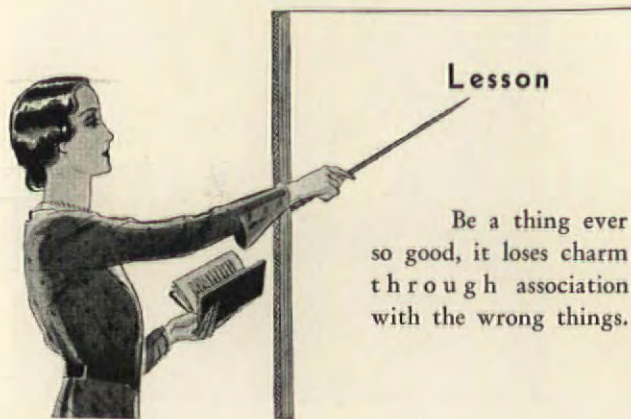 Lesson
Be a thing ever
so good, it loses charm
through association
with the wrong things.